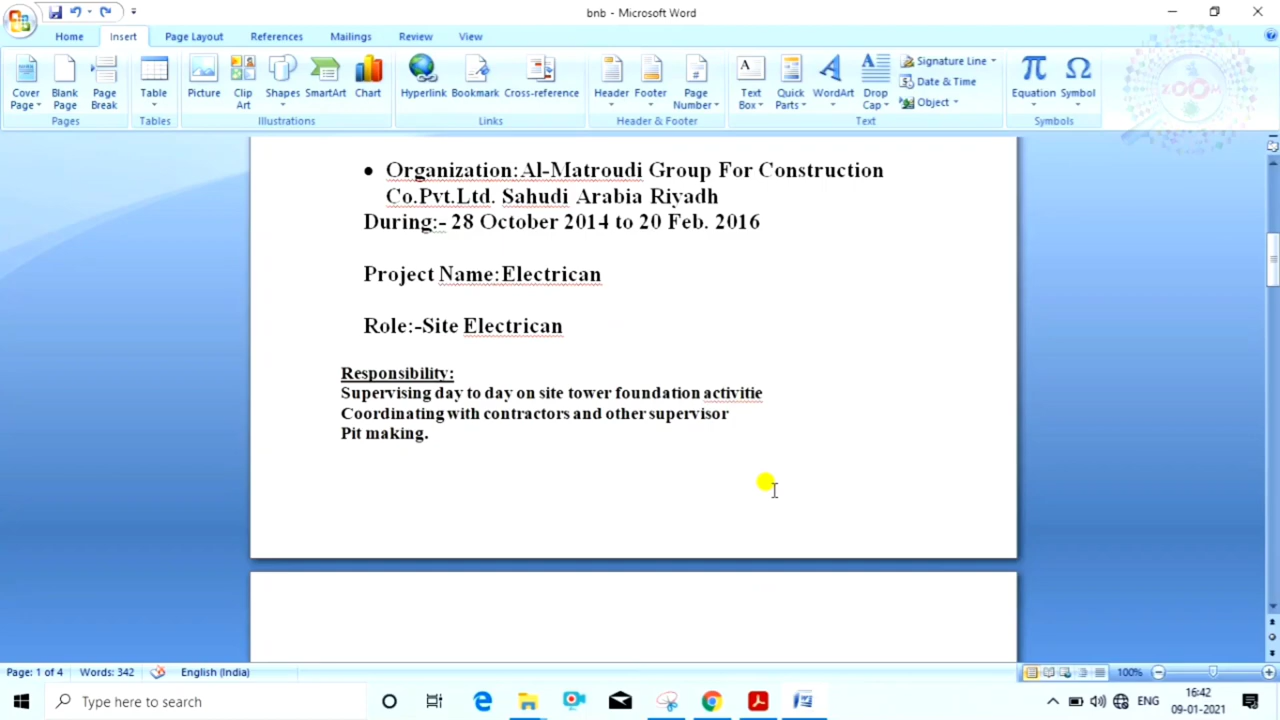 bnb - Microsoft Word
Home Insert Page Layout References Mailings Review View
Cover Page Blank Page Page Break Table Picture Clip Art Shapes SmartArt Chart Hyperlink Bookmark Cross-reference Header Footer Page Number Text Box Quick Parts WordArt Drop Cap Signature Line Date & Time Object Equation Symbol
Pages Tables Illustrations Links Header & Footer Text Symbols
ZOOM
• Organization:Al-Matroudi Group For Construction
Co.Pvt.Ltd. Sahudi Arabia Riyadh
During:- 28 October 2014 to 20 Feb. 2016
Project Name:Electrican
Role:-Site Electrican
Responsibility:
Supervising day to day on site tower foundation activitie
Coordinating with contractors and other supervisor
Pit making.
Page: 1 of 4 Words: 342 English (India) 100%
Type here to search ENG 16:42
09-01-2021